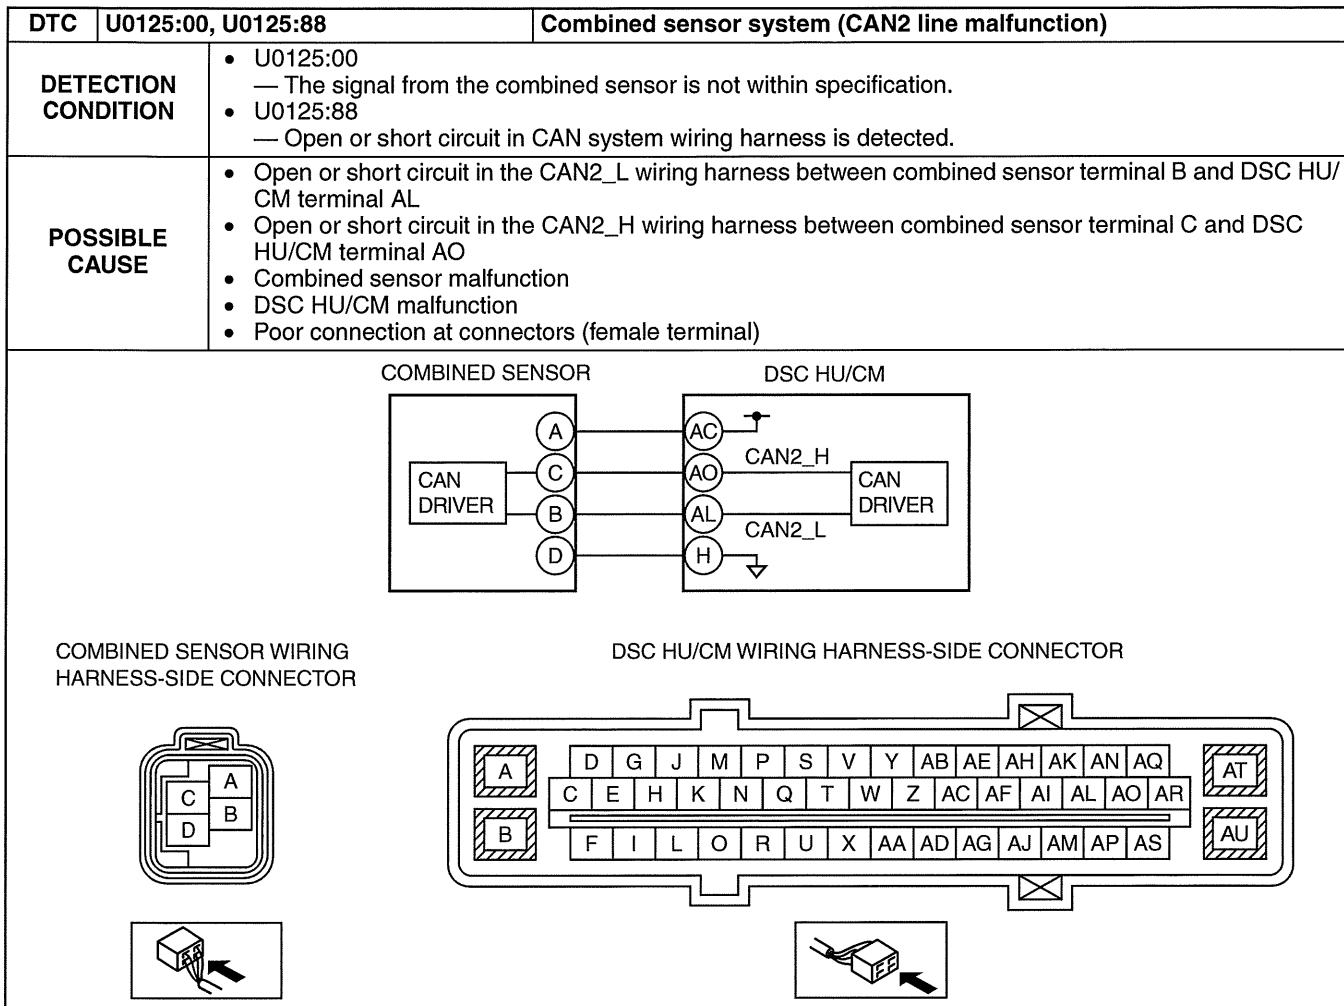 DTC U0125:00, U0125:88 Combined sensor system (CAN2 line malfunction)
DETECTION CONDITION
• U0125:00
— The signal from the combined sensor is not within specification.
• U0125:88
— Open or short circuit in CAN system wiring harness is detected.
POSSIBLE CAUSE
• Open or short circuit in the CAN2_L wiring harness between combined sensor terminal B and DSC HU/
CM terminal AL
• Open or short circuit in the CAN2_H wiring harness between combined sensor terminal C and DSC
HU/CM terminal AO
• Combined sensor malfunction
• DSC HU/CM malfunction
• Poor connection at connectors (female terminal)
COMBINED SENSOR DSC HU/CM
A AC
CAN2_H
CAN DRIVER C AO CAN DRIVER
B AL
CAN2_L
D H
COMBINED SENSOR WIRING
HARNESS-SIDE CONNECTOR
DSC HU/CM WIRING HARNESS-SIDE CONNECTOR
A
C
B
D
A D G J M P S V Y AB AE AH AK AN AQ AT
C E H K N Q T W Z AC AF AI AL AO AR
B F I L O R U X AA AD AG AJ AM AP AS AU